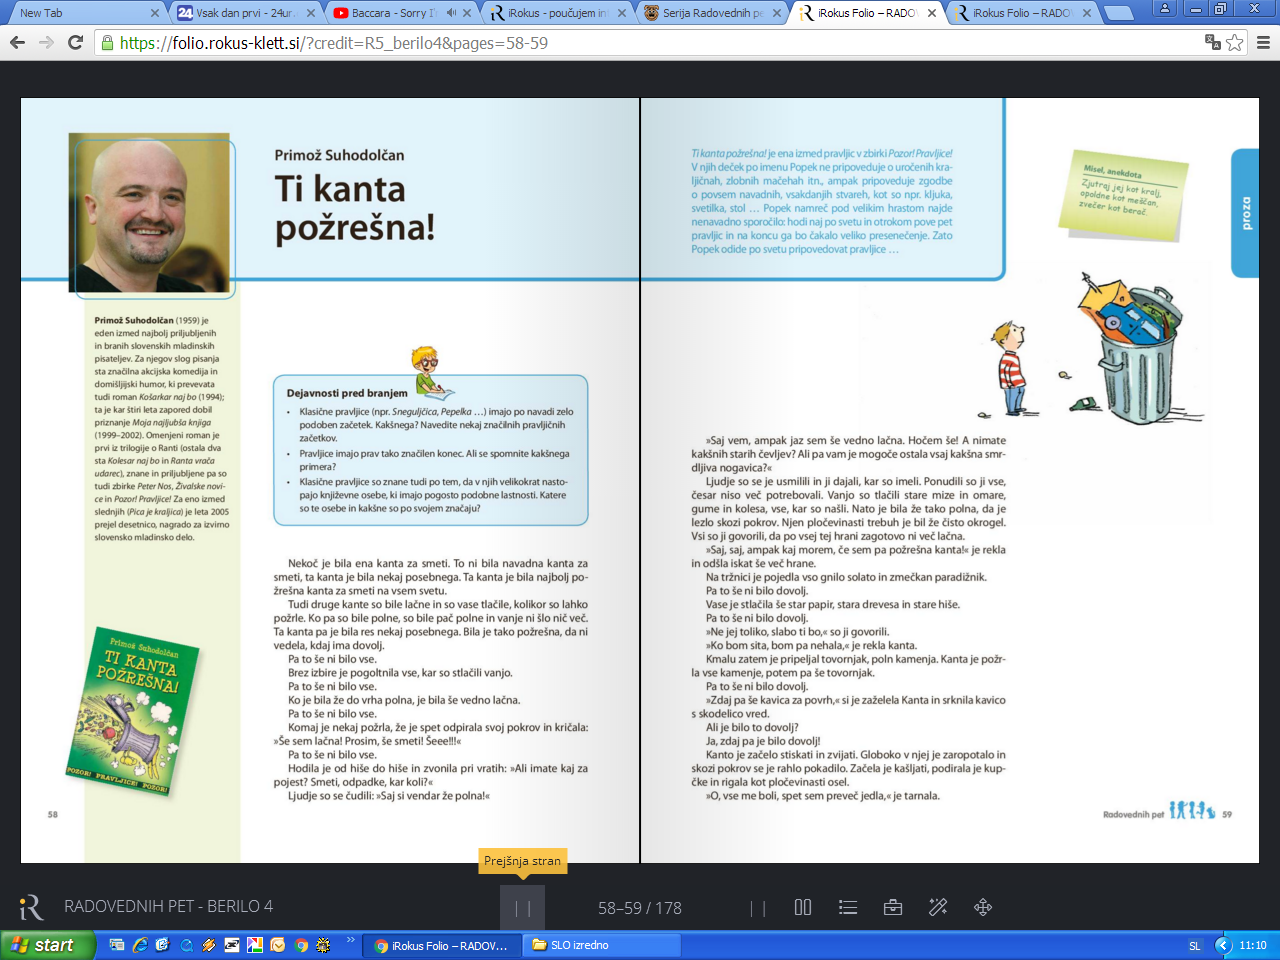 New Tab
Vsak dan prvi - 24ur
Baccara - Sorry I'
iRokus - poučujem in
Serija Radovednih pe
iRokus Folio – RADOV
iRokus Folio – RADOV
https://folio.rokus-klett.si/?credit=R5_berilo4&pages=58-59
Primož Suhodolčan
Ti kanta
požrešna!
Primož Suhodolčan (1959) je
eden izmed najbolj priljubljenih
in branih slovenskih mladinskih
pisateljev. Za njegov slog pisanja
sta značilna akcijska komedija in
domišljijski humor, ki prevevata
tudi roman Košarkar naj bo (1994);
ta je kar štiri leta zapored dobil
priznanje Moja najljubša knjiga
(1999–2002). Omenjeni roman je
prvi iz trilogije o Ranti (ostala dva
sta Kolesar naj bo in Ranta vrača
udarec), znane in priljubljene pa so
tudi zbirke Peter Nos, Živalske novi-
ce in Pozor! Pravljice! Za eno izmed
slednjih (Pica je kraljica) je leta 2005
prejel desetnico, nagrado za izvirno
slovensko mladinsko delo.
Primož Suhodolčan
TI KANTA
POŽREŠNA!
POZOR! PRAVLJICE! POZOR!
58
Dejavnosti pred branjem
• Klasične pravljice (npr. Sneguljčica, Pepelka …) imajo po navadi zelo
podoben začetek. Kakšnega? Navedite nekaj značilnih pravljičnih
začetkov.
• Pravljice imajo prav tako značilen konec. Ali se spomnite kakšnega
primera?
• Klasične pravljice so znane tudi po tem, da v njih velikokrat nasto-
pajo književne osebe, ki imajo pogosto podobne lastnosti. Katere
so te osebe in kakšne so po svojem značaju?
Nekoč je bila ena kanta za smeti. To ni bila navadna kanta za
smeti, ta kanta je bila nekaj posebnega. Ta kanta je bila najbolj po-
žrešna kanta za smeti na vsem svetu.
Tudi druge kante so bile lačne in so vase tlačile, kolikor so lahko
požrle. Ko pa so bile polne, so bile pač polne in vanje ni šlo nič več.
Ta kanta pa je bila res nekaj posebnega. Bila je tako požrešna, da ni
vedela, kdaj ima dovolj.
Pa to še ni bilo vse.
Brez izbire je pogoltnila vse, kar so stlačili vanjo.
Pa to še ni bilo vse.
Ko je bila že do vrha polna, je bila še vedno lačna.
Pa to še ni bilo vse.
Komaj je nekaj požrla, že je spet odpirala svoj pokrov in kričala:
»Še sem lačna! Prosim, še smeti! Šeee!!!«
Pa to še ni bilo vse.
Hodila je od hiše do hiše in zvonila pri vratih: »Ali imate kaj za
pojest? Smeti, odpadke, kar koli?«
Ljudje so se čudili: »Saj si vendar že polna!«
Ti kanta požrešna! je ena izmed pravljic v zbirki Pozor! Pravljice!
V njih deček po imenu Popek ne pripoveduje o uročenih kra-
ljičnah, zlobnih mačehah itn., ampak pripoveduje zgodbe
o povsem navadnih, vsakdanjih stvareh, kot so npr. kljuka,
svetilka, stol … Popek namreč pod velikim hrastom najde
nenavadno sporočilo: hodi naj po svetu in otrokom pove pet
pravljic in na koncu ga bo čakalo veliko presenečenje. Zato
Popek odide po svetu pripovedovat pravljice …
Misel, anekdota
Zjutraj jej kot kralj,
opoldne kot meščan,
zvečer kot berač.
proza
»Saj vem, ampak jaz sem še vedno lačna. Hočem še! A nimate
kakšnih starih čevljev? Ali pa vam je mogoče ostala vsaj kakšna smr-
dljiva nogavica?«
Ljudje so se je usmilili in ji dajali, kar so imeli. Ponudili so ji vse,
česar niso več potrebovali. Vanjo so tlačili stare mize in omare,
gume in kolesa, vse, kar so našli. Nato je bila že tako polna, da je
lezlo skozi pokrov. Njen pločevinasti trebuh je bil že čisto okrogel.
Vsi so ji govorili, da po vsej tej hrani zagotovo ni več lačna.
»Saj, saj, ampak kaj morem, če sem pa požrešna kanta!« je rekla
in odšla iskat še več hrane.
Na tržnici je pojedla vso gnilo solato in zmečkan paradižnik.
Pa to še ni bilo dovolj.
Vase je stlačila še star papir, stara drevesa in stare hiše.
Pa to še ni bilo dovolj.
»Ne jej toliko, slabo ti bo,« so ji govorili.
»Ko bom sita, bom pa nehala,« je rekla kanta.
Kmalu zatem je pripeljal tovornjak, poln kamenja. Kanta je požr-
la vse kamenje, potem pa še tovornjak.
Pa to še ni bilo dovolj.
»Zdaj pa še kavica za povrh,« si je zaželela Kanta in srknila kavico
s skodelico vred.
Ali je bilo to dovolj?
Ja, zdaj pa je bilo dovolj!
Kanto je začelo stiskati in zvijati. Globoko v njej je zaropotalo in
skozi pokrov se je rahlo pokadilo. Začela je kašljati, podirala je kup-
čke in rigala kot pločevinasti osel.
»O, vse me boli, spet sem preveč jedla,« je tarnala.
Radovednih pet 59
Prejšnja stran
RADOVEDNIH PET - BERILO 4
58–59 / 178
start
iRokus Folio – RADOV...
SLO izredno
SL
11:10